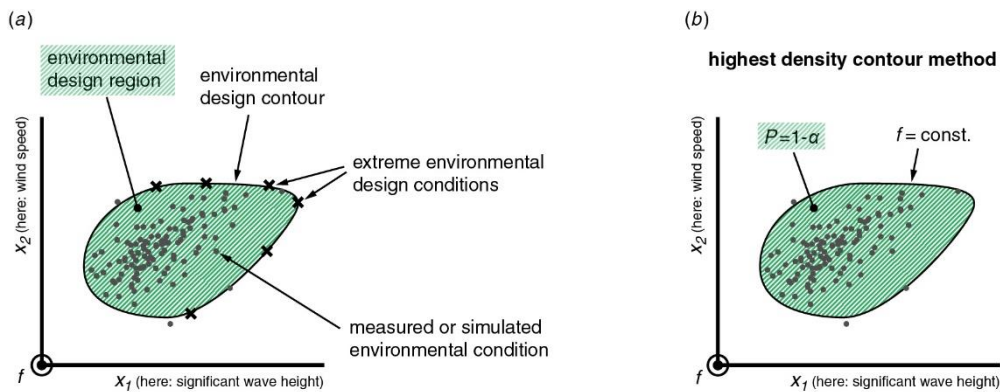 (a)
environmental
design region
environmental
design contour
extreme environmental
design conditions
measured or simulated
environmental condition
x2 (here: wind speed)
f
x1 (here: significant wave height)
(b)
highest density contour method
P=1-α
f = const.
x2 (here: wind speed)
f
x1 (here: significant wave height)